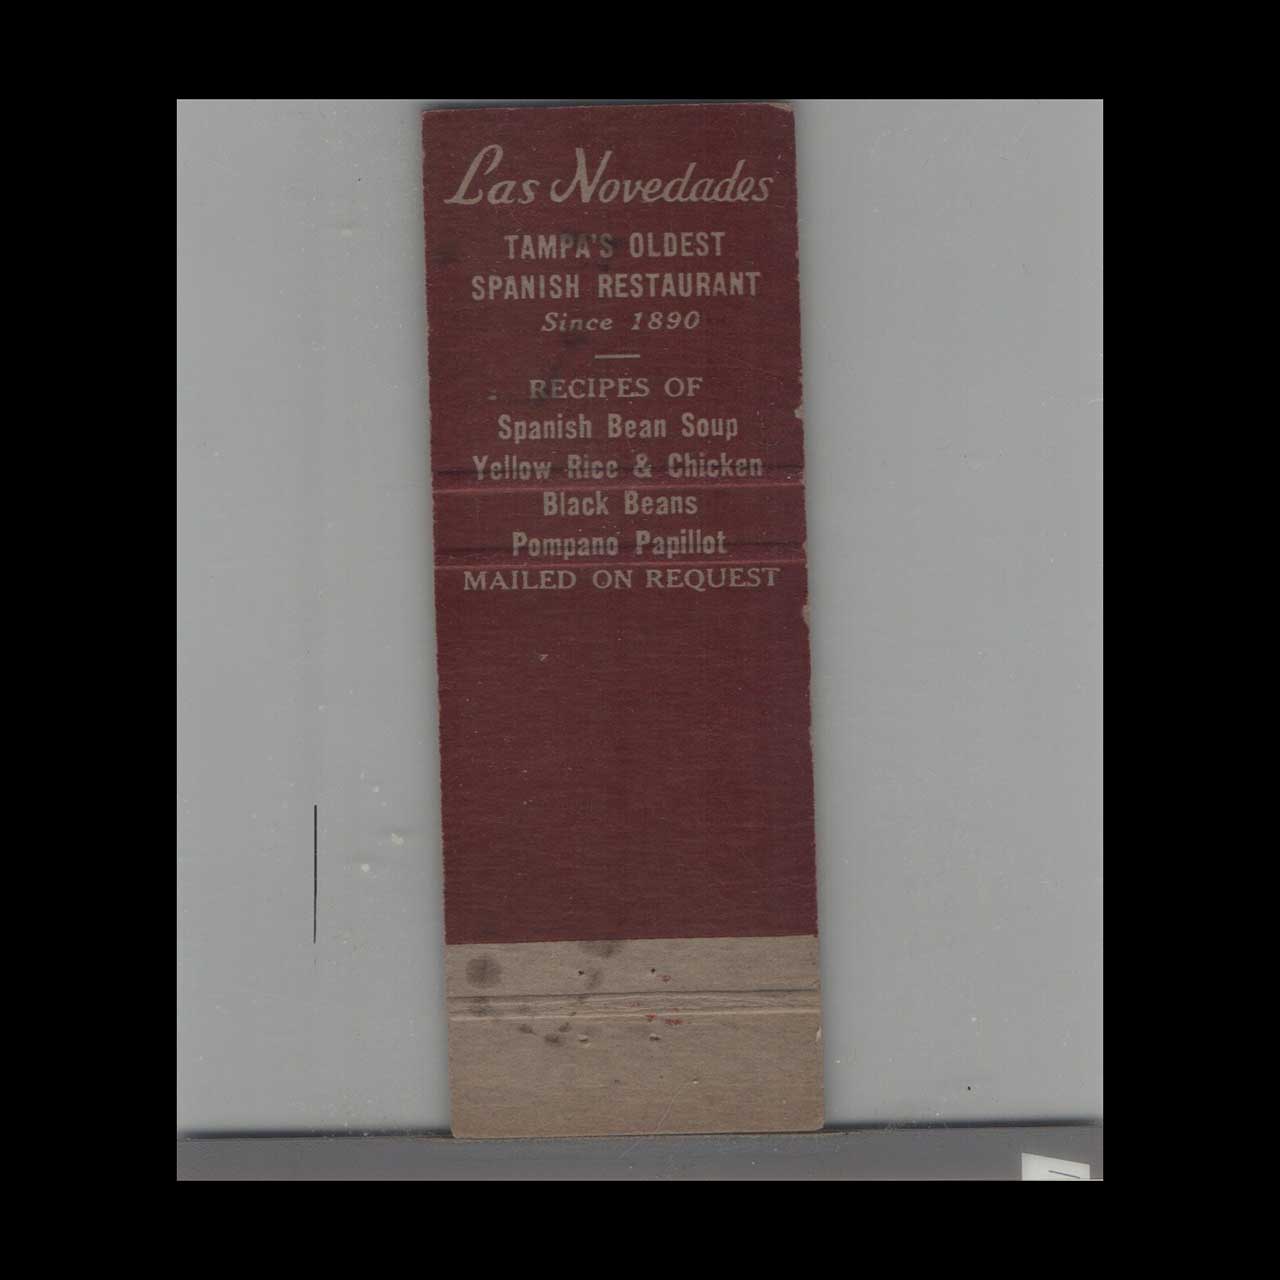 Las Novedades
TAMPA'S OLDEST
SPANISH RESTAURANT
Since 1890
RECIPES OF
Spanish Bean Soup
Yellow Rice & Chicken
Black Beans
Pompano Papillot
MAILED ON REQUEST